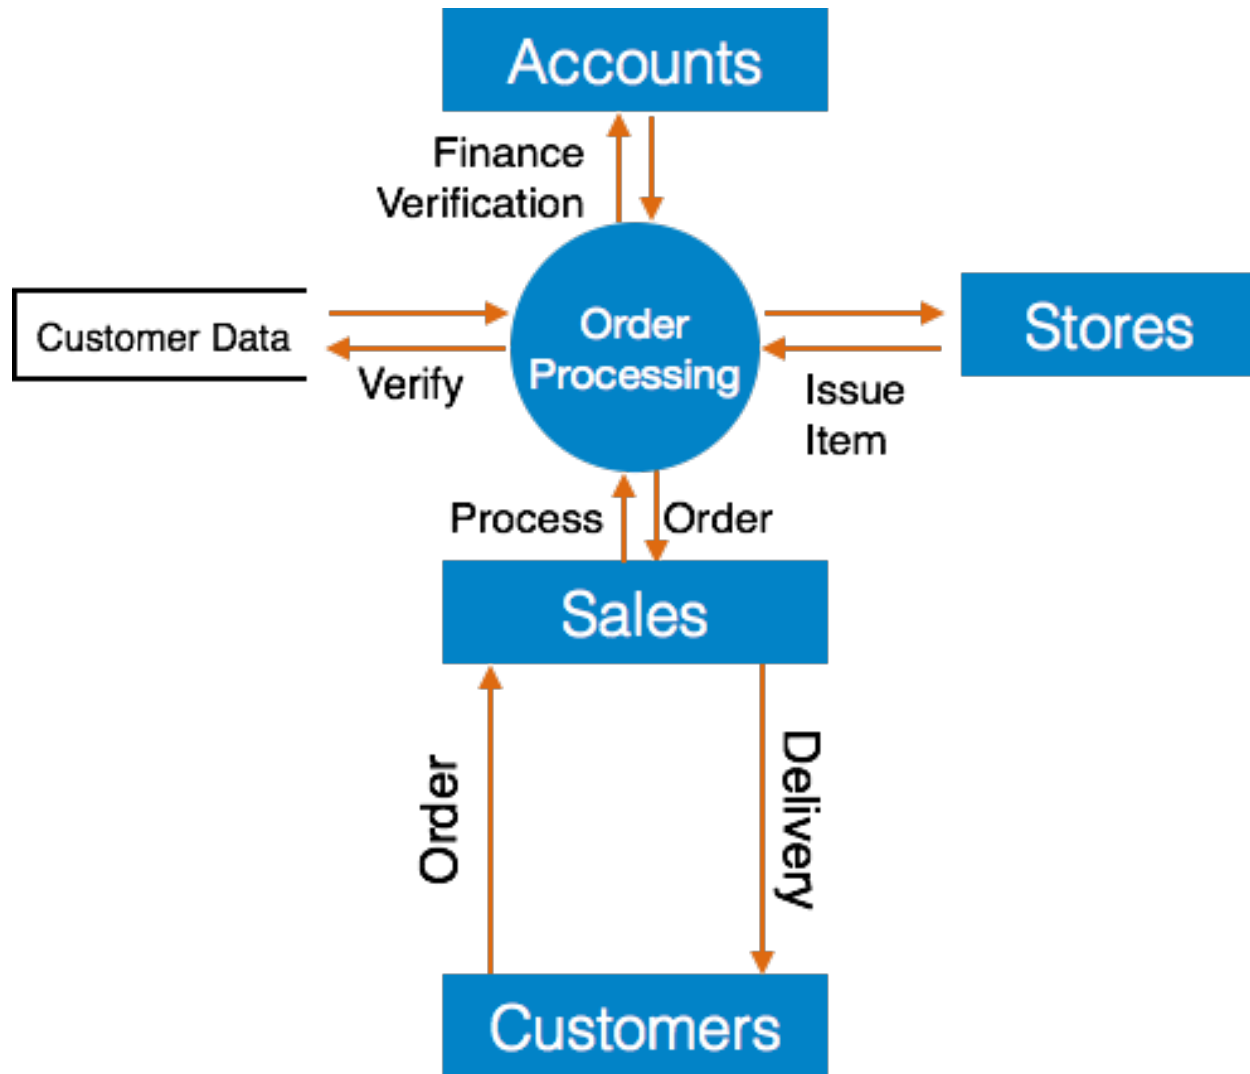 Accounts
Finance
Verification
Customer Data
Order
Processing
Stores
Verify
Issue
Item
Process
Order
Sales
Order
Delivery
Customers